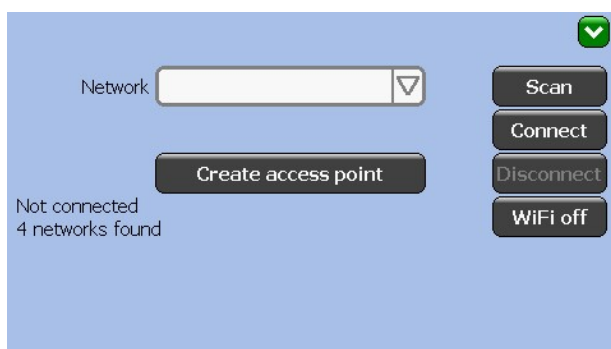 Network
Scan
Connect
Create access point
Disconnect
Not connected
WiFi off
4 networks found